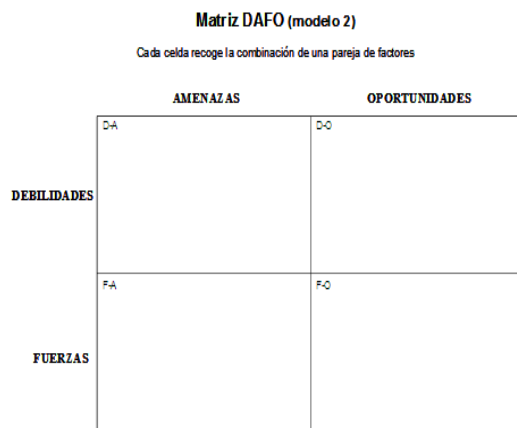 Matriz DAFO (modelo 2)
Cada celda recoge la combinación de una pareja de factores
AMENAZAS OPORTUNIDADES
D-A D-O
DEBILIDADES
F-A F-O
FUERZAS